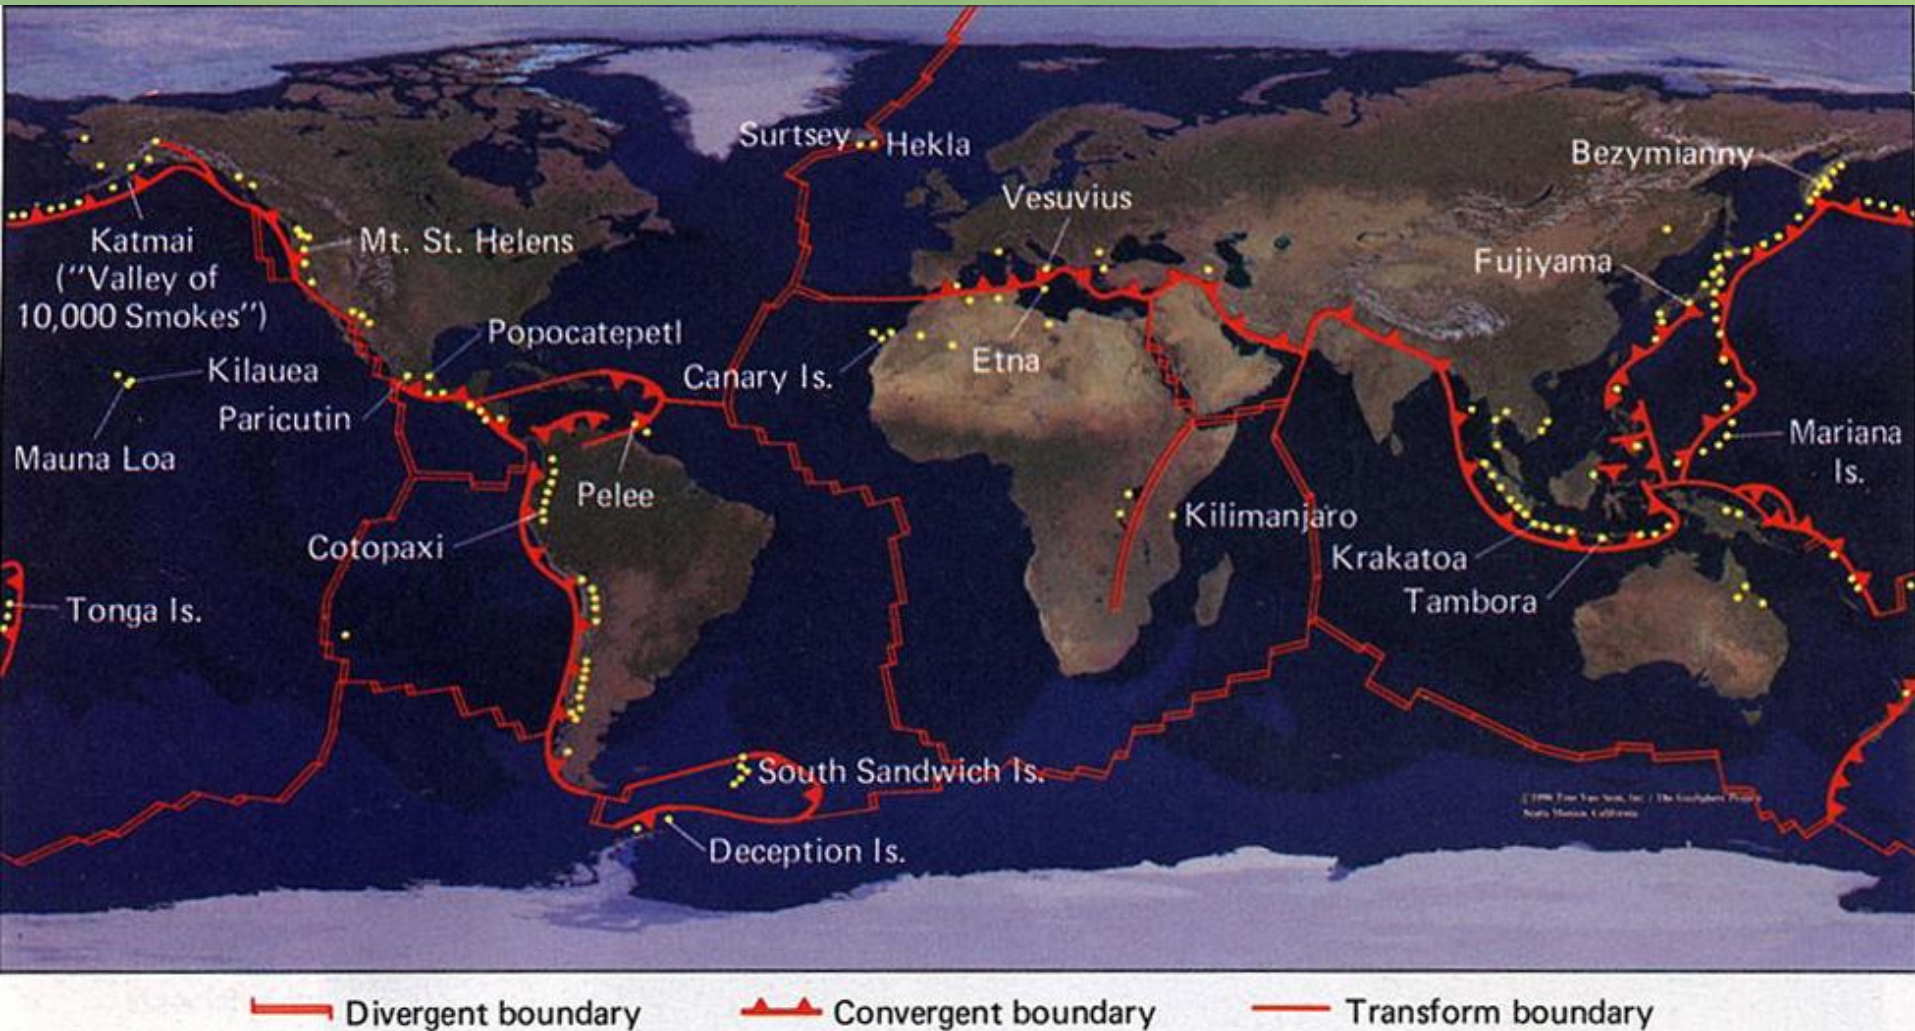 Surtsey
Hekla
Bezymianny
Vesuvius
Katmai
("Valley of
10,000 Smokes")
Mt. St. Helens
Fujiyama
Popocatepetl
Kilauea
Etna
Canary Is.
Paricutin
Mauna Loa
Mariana
Is.
Pelee
Kilimanjaro
Cotopaxi
Krakatoa
Tambora
Tonga Is.
South Sandwich Is.
Deception Is.
Divergent boundary
Convergent boundary
Transform boundary